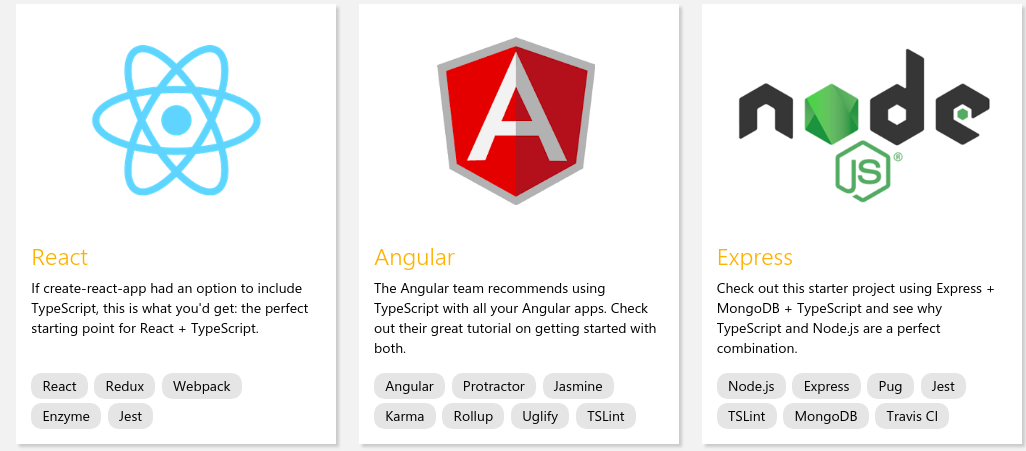 node
JS®
React
If create-react-app had an option to include
TypeScript, this is what you'd get: the perfect
starting point for React + TypeScript.
React Redux Webpack
Enzyme Jest
Angular
The Angular team recommends using
TypeScript with all your Angular apps. Check
out their great tutorial on getting started with
both.
Angular Protractor Jasmine
Karma Rollup Uglify TSLint
Express
Check out this starter project using Express +
MongoDB + TypeScript and see why
TypeScript and Node.js are a perfect
combination.
Node.js Express Pug Jest
TSLint MongoDB Travis CI